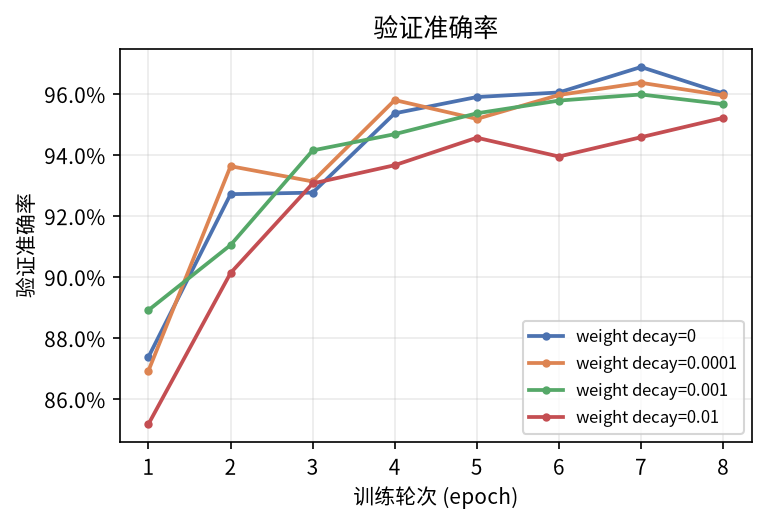 验证准确率
验证准确率
96.0%
94.0%
92.0%
90.0%
88.0%
86.0%
weight decay=0
weight decay=0.0001
weight decay=0.001
weight decay=0.01
1 2 3 4 5 6 7 8
训练轮次 (epoch)